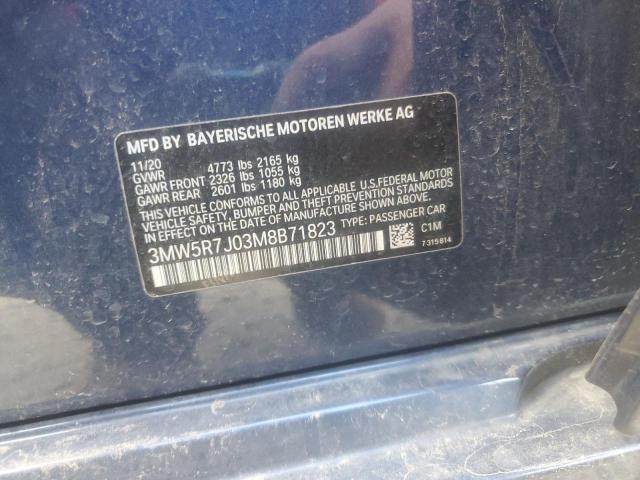 MFD BY BAYERISCHE MOTOREN WERKE AG
11/20
GVWR 4773 lbs 2165 kg
GAWR FRONT 2326 lbs 1055 kg
GAWR REAR 2601 lbs 1180 kg
THIS VEHICLE CONFORMS TO ALL APPLICABLE U.S.FEDERAL MOTOR
VEHICLE SAFETY, BUMPER, AND THEFT PREVENTION STANDARDS
IN EFFECT ON THE DATE OF MANUFACTURE SHOWN ABOVE.
3MW5R7J03M8B71823 TYPE: PASSENGER CAR
C1M
7315814